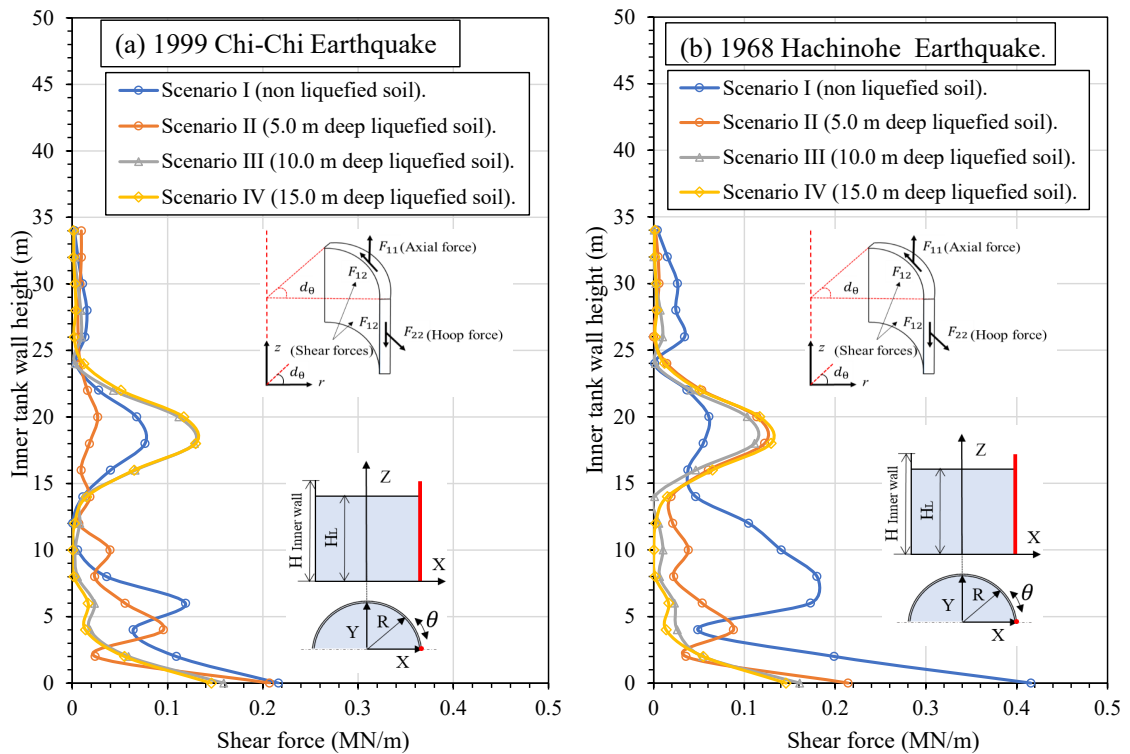 (a) 1999 Chi-Chi Earthquake
Scenario I (non liquefied soil).
Scenario II (5.0 m deep liquefied soil).
Scenario III (10.0 m deep liquefied soil).
Scenario IV (15.0 m deep liquefied soil).
Inner tank wall height (m)
50
45
40
35
30
25
20
15
10
5
0
F11 (Axial force)
F12
dθ
F12
F22 (Hoop force)
(Shear forces)
z
dθ
r
Z
H Inner wall
HL
X
Y
R
θ
X
0
0.1
0.2
0.3
0.4
0.5
Shear force (MN/m)
(b) 1968 Hachinohe Earthquake.
Scenario I (non liquefied soil).
Scenario II (5.0 m deep liquefied soil).
Scenario III (10.0 m deep liquefied soil).
Scenario IV (15.0 m deep liquefied soil).
Inner tank wall height (m)
50
45
40
35
30
25
20
15
10
5
0
F11 (Axial force)
F12
dθ
F12
F22 (Hoop force)
(Shear forces)
z
dθ
r
Z
H Inner wall
HL
X
Y
R
θ
X
0
0.1
0.2
0.3
0.4
0.5
Shear force (MN/m)